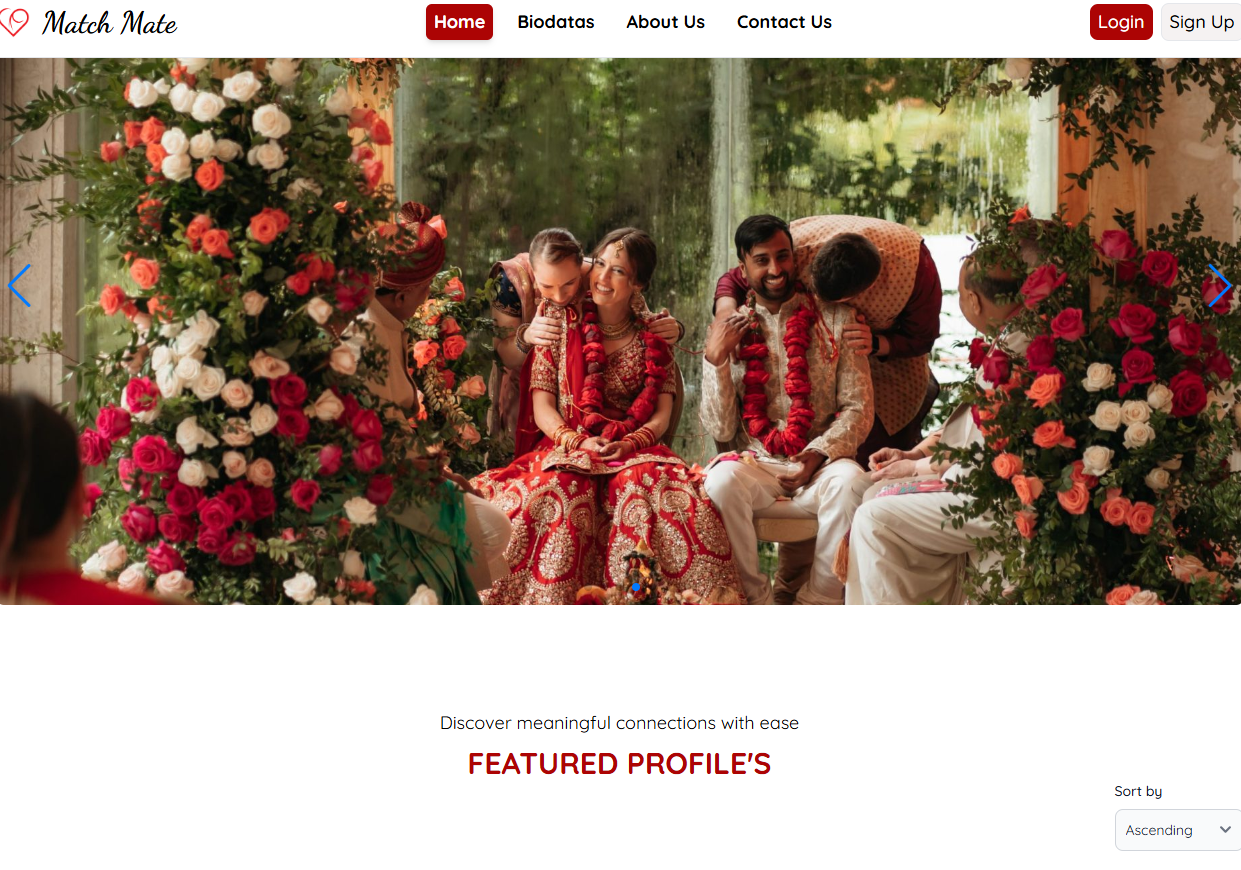 Match Mate
Home Biodatas About Us Contact Us
Login Sign Up
Discover meaningful connections with ease
FEATURED PROFILE'S
Sort by
Ascending